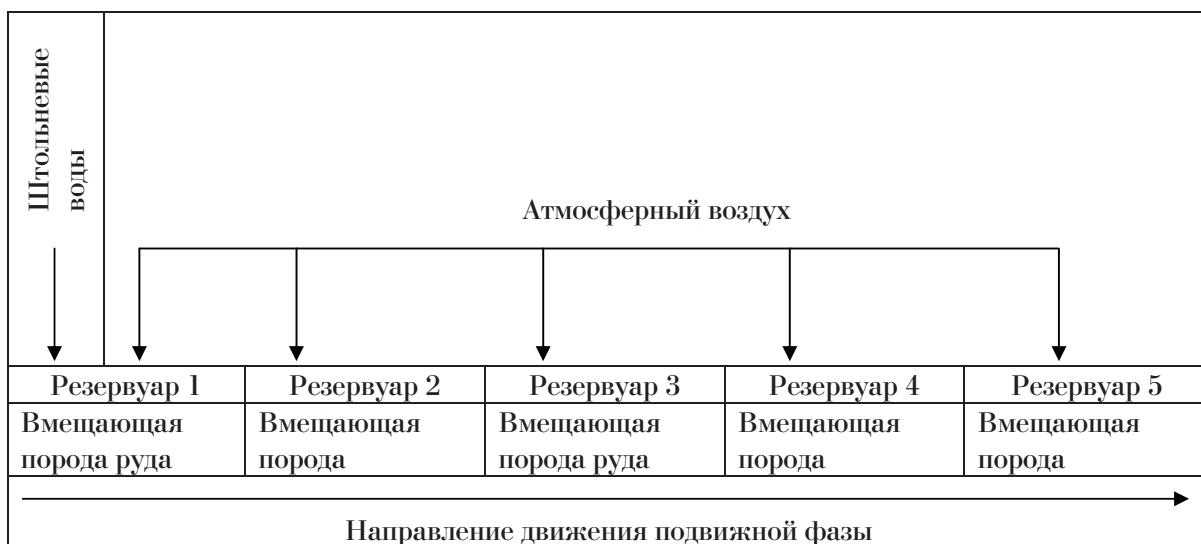 Штольневые
воды
Атмосферный воздух
Резервуар 1
Резервуар 2
Резервуар 3
Резервуар 4
Резервуар 5
Вмещающая
порода руда
Вмещающая
порода
Вмещающая
порода руда
Вмещающая
порода
Вмещающая
порода
Направление движения подвижной фазы